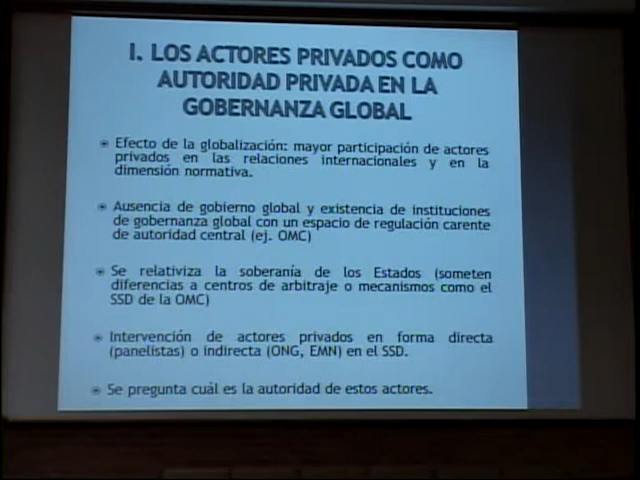 I. LOS ACTORES PRIVADOS COMO
AUTORIDAD PRIVADA EN LA
GOBERNANZA GLOBAL
Efecto de la globalización: mayor participación de actores
privados en las relaciones internacionales y en la
dimensión normativa.
Ausencia de gobierno global y existencia de instituciones
de gobernanza global con un espacio de regulación carente
de autoridad central (ej. OMC)
Se relativiza la soberanía de los Estados (someten
diferencias a centros de arbitraje o mecanismos como el
SSD de la OMC)
Intervención de actores privados en forma directa
(panelistas) o indirecta (ONG, EMN) en el SSD.
Se pregunta cuál es la autoridad de estos actores.